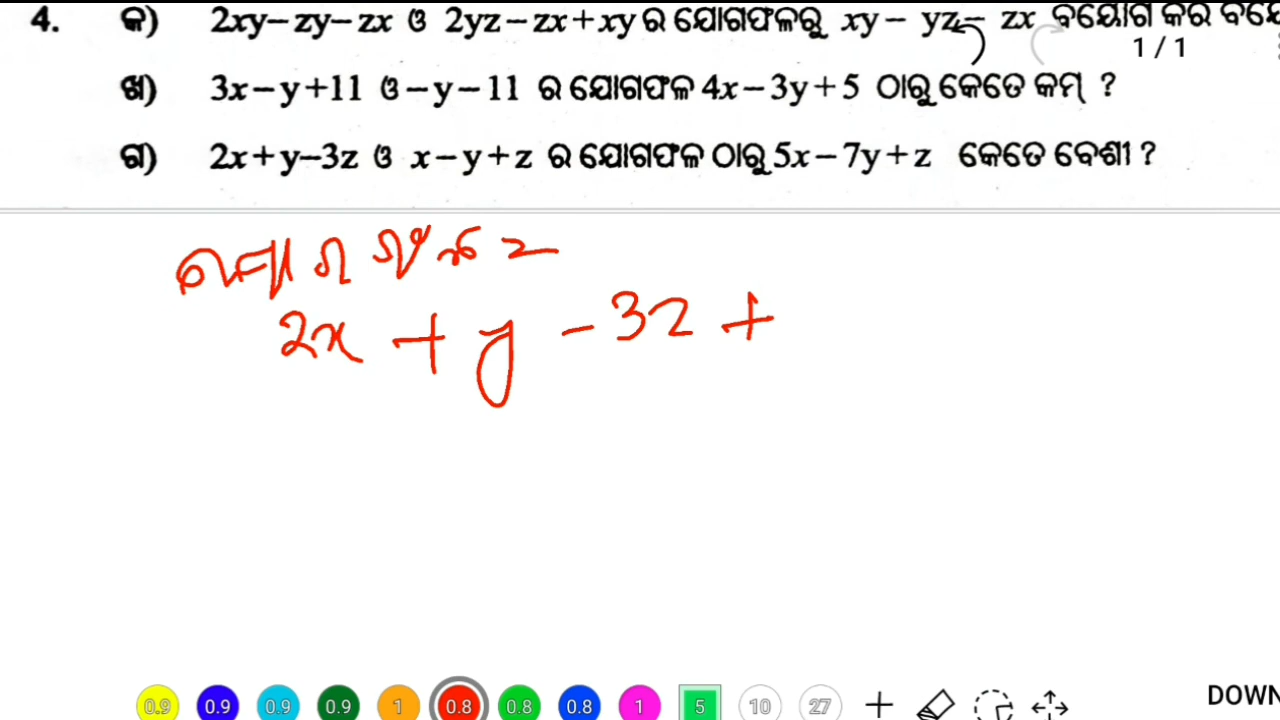 4. କ) 2xy−zy−zx ଓ 2yz−zx+xy ର ଯୋଗଫଳରୁ xy− yz− zx ବିୟୋଗ କର
1 / 1
ଖ) 3x−y+11 ଓ −y−11 ର ଯୋଗଫଳ 4x−3y+5 ଠାରୁ କେତେ କମ୍ ?
ଗ) 2x+y−3z ଓ x−y+z ର ଯୋଗଫଳ ଠାରୁ 5x−7y+z କେତେ ବେଶୀ ?
ଯୋଗଫଳ =
2x + y - 3z +
0.9 0.9 0.9 0.9 1 0.8 0.8 0.8 1 5 10 27
DOWN